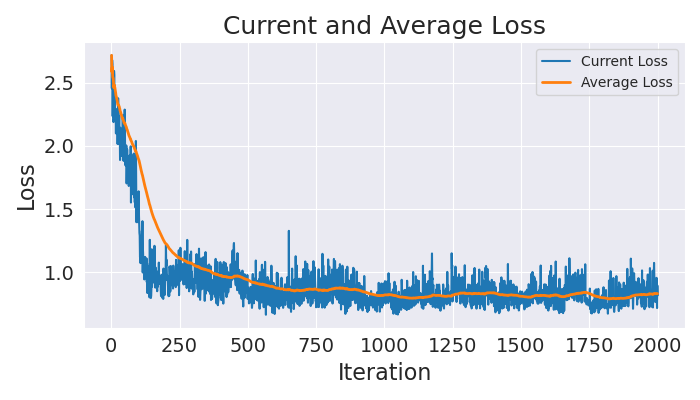 Current and Average Loss
Current Loss
Average Loss
2.5
2.0
1.5
1.0
Loss
0 250 500 750 1000 1250 1500 1750 2000
Iteration